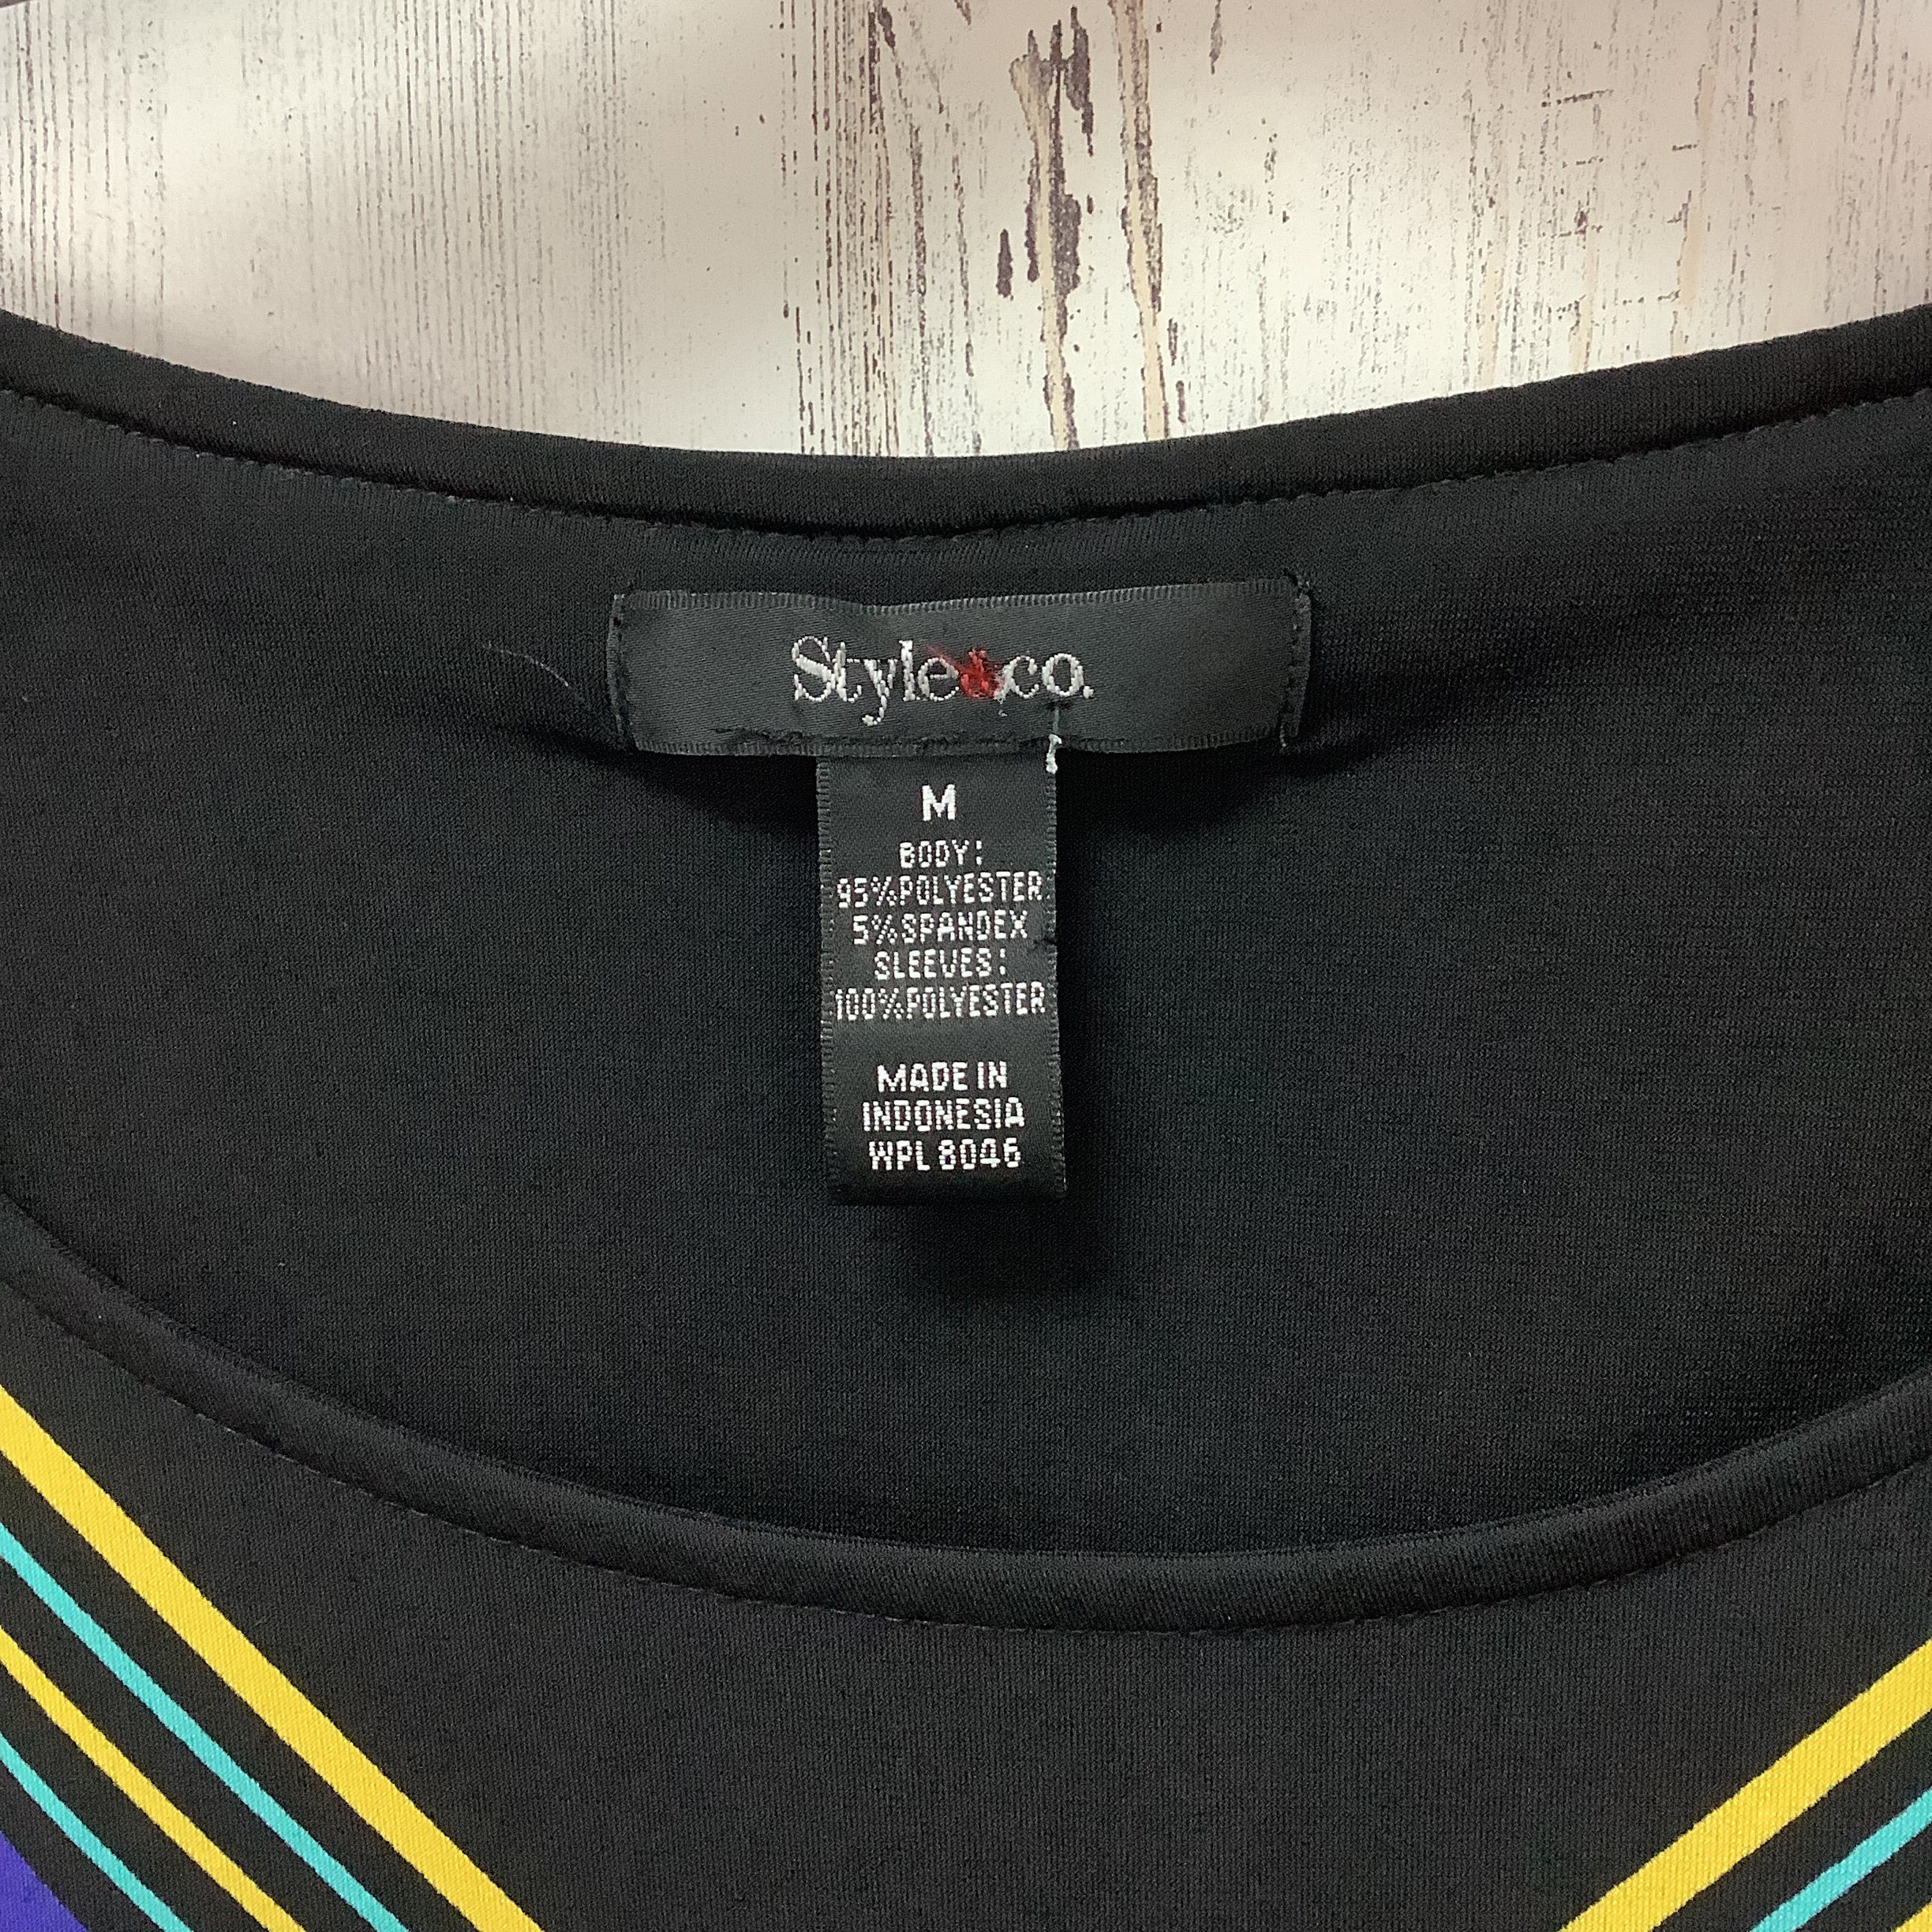 Style&co.
M
BODY:
95%POLYESTER
5%SPANDEX
SLEEVES:
100%POLYESTER
MADE IN
INDONESIA
WPL 8046